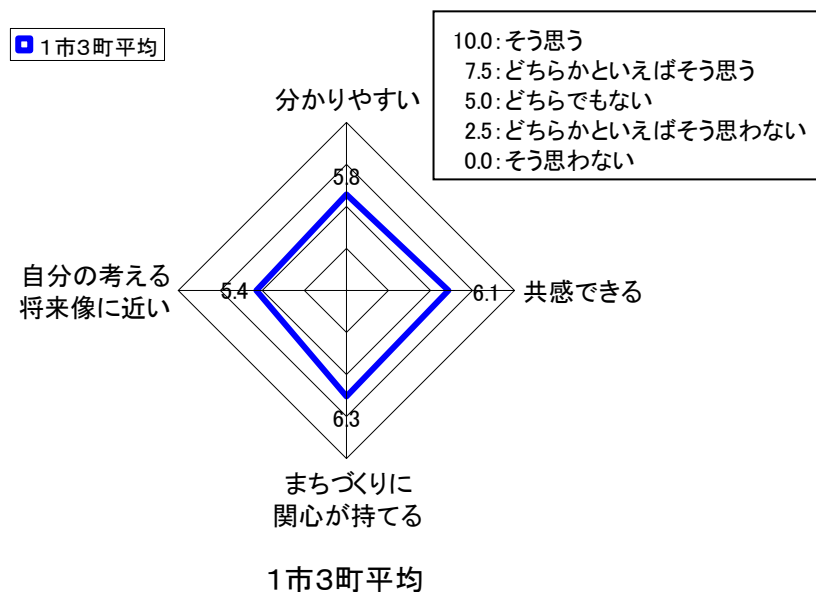 1市3町平均
10.0:そう思う
7.5:どちらかといえばそう思う
5.0:どちらでもない
2.5:どちらかといえばそう思わない
0.0:そう思わない
分かりやすい
5.8
自分の考える
将来像に近い
5.4
6.1
共感できる
6.3
まちづくりに
関心が持てる
1市3町平均